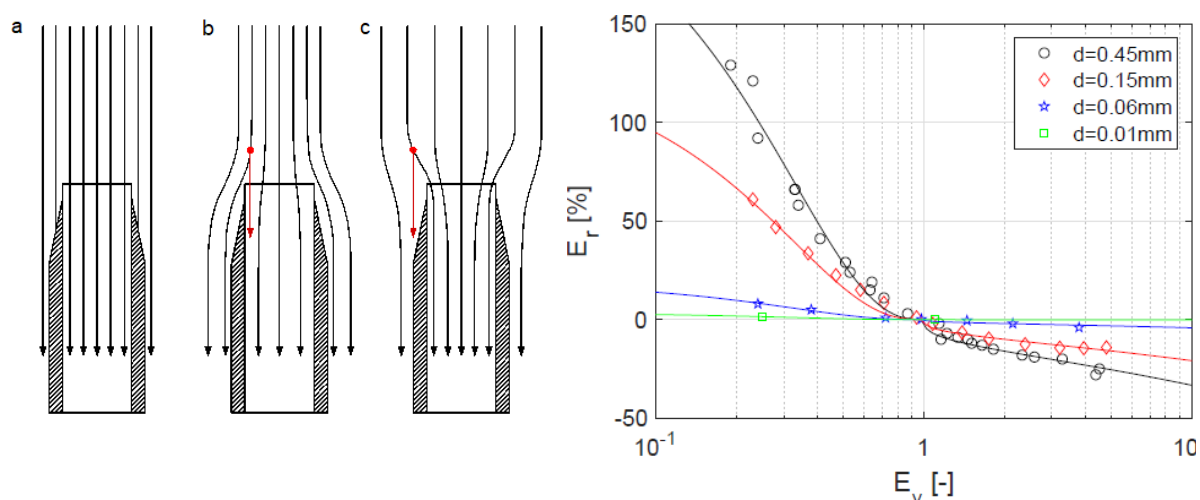 a
b
c
150
100
50
0
-50
E_r [%]
10^-1
1
10
E_v [-]
d=0.45mm
d=0.15mm
d=0.06mm
d=0.01mm